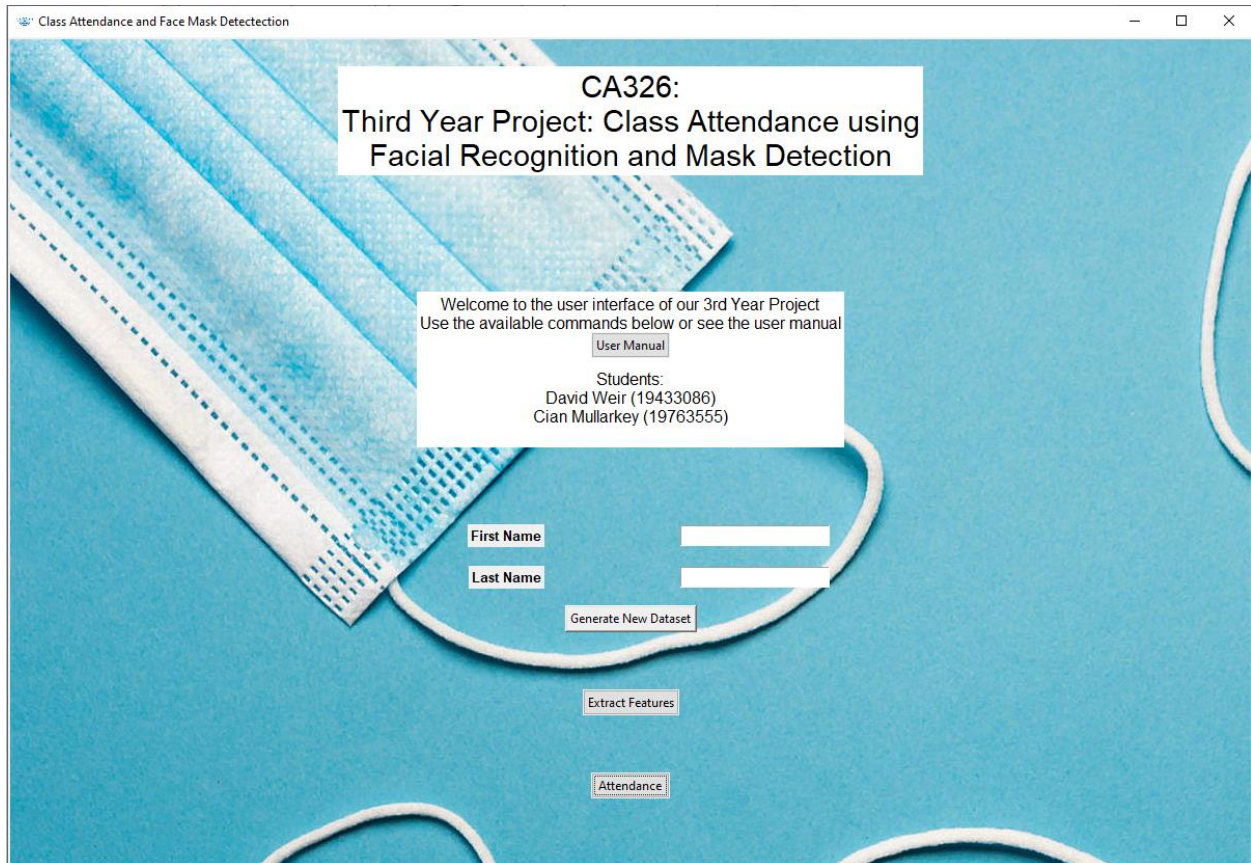 Class Attendance and Face Mask Detectection
CA326:
Third Year Project: Class Attendance using
Facial Recognition and Mask Detection
Welcome to the user interface of our 3rd Year Project
Use the available commands below or see the user manual
User Manual
Students:
David Weir (19433086)
Cian Mullarkey (19763555)
First Name
Last Name
Generate New Dataset
Extract Features
Attendance